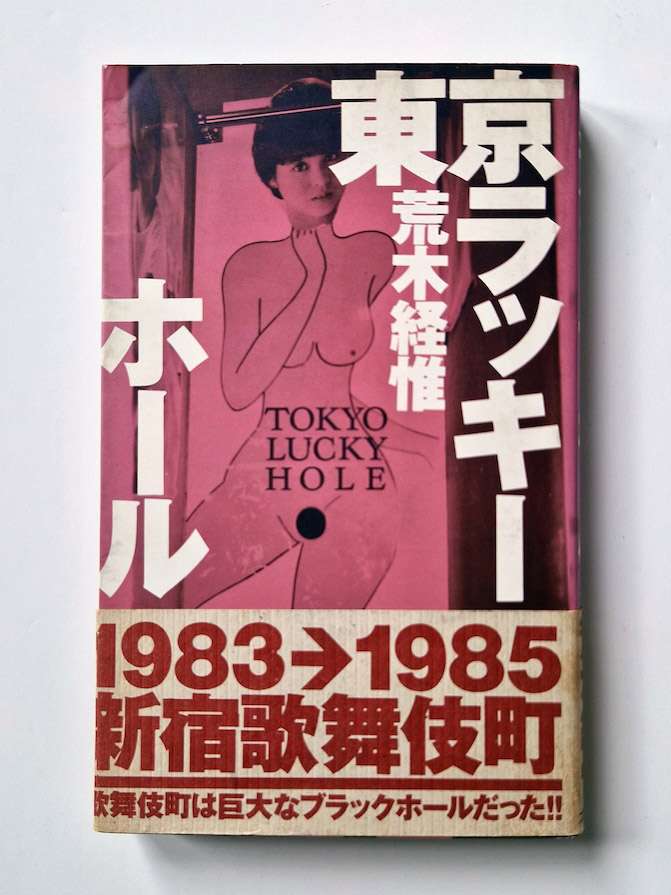 東京ラッキー
ホール
荒木経惟
TOKYO
LUCKY
HOLE
1983→1985
新宿歌舞伎町
歌舞伎町は巨大なブラックホールだった!!